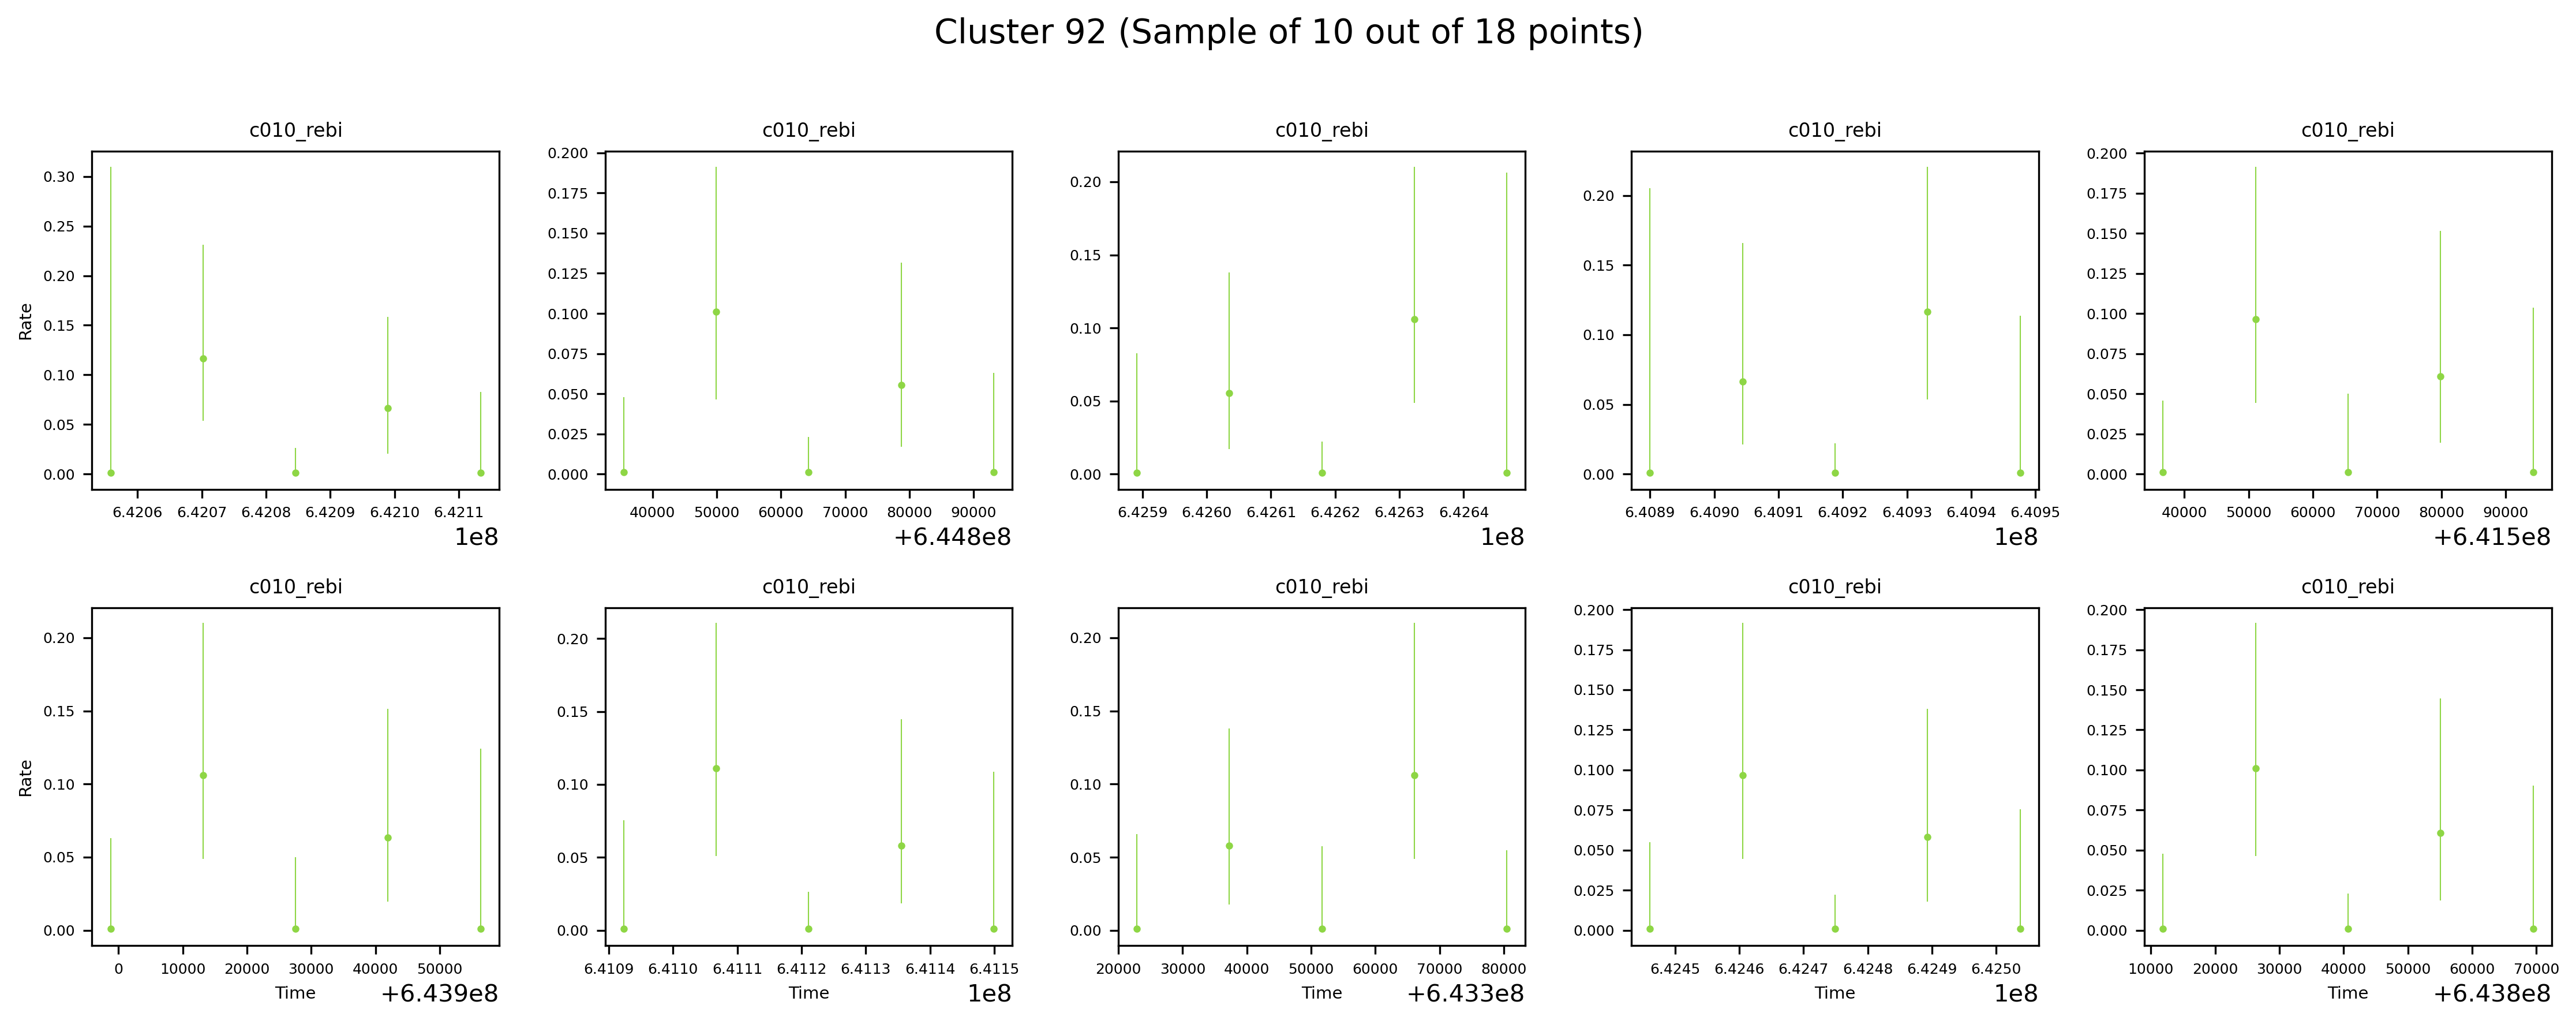 Cluster 92 (Sample of 10 out of 18 points)
c010_rebi c010_rebi c010_rebi c010_rebi c010_rebi
Rate
0.30
0.25
0.20
0.15
0.10
0.05
0.00
6.4206 6.4207 6.4208 6.4209 6.4210 6.4211
1e8
0.200
0.175
0.150
0.125
0.100
0.075
0.050
0.025
0.000
40000 50000 60000 70000 80000 90000
+6.448e8
0.20
0.15
0.10
0.05
0.00
6.4259 6.4260 6.4261 6.4262 6.4263 6.4264
1e8
0.20
0.15
0.10
0.05
0.00
6.4089 6.4090 6.4091 6.4092 6.4093 6.4094 6.4095
1e8
0.200
0.175
0.150
0.125
0.100
0.075
0.050
0.025
0.000
40000 50000 60000 70000 80000 90000
+6.415e8
c010_rebi c010_rebi c010_rebi c010_rebi c010_rebi
Rate
0.20
0.15
0.10
0.05
0.00
0 10000 20000 30000 40000 50000
Time +6.439e8
0.20
0.15
0.10
0.05
0.00
6.4109 6.4110 6.4111 6.4112 6.4113 6.4114 6.4115
Time 1e8
0.20
0.15
0.10
0.05
0.00
20000 30000 40000 50000 60000 70000 80000
Time +6.433e8
0.200
0.175
0.150
0.125
0.100
0.075
0.050
0.025
0.000
6.4245 6.4246 6.4247 6.4248 6.4249 6.4250
Time 1e8
0.200
0.175
0.150
0.125
0.100
0.075
0.050
0.025
0.000
10000 20000 30000 40000 50000 60000 70000
Time +6.438e8